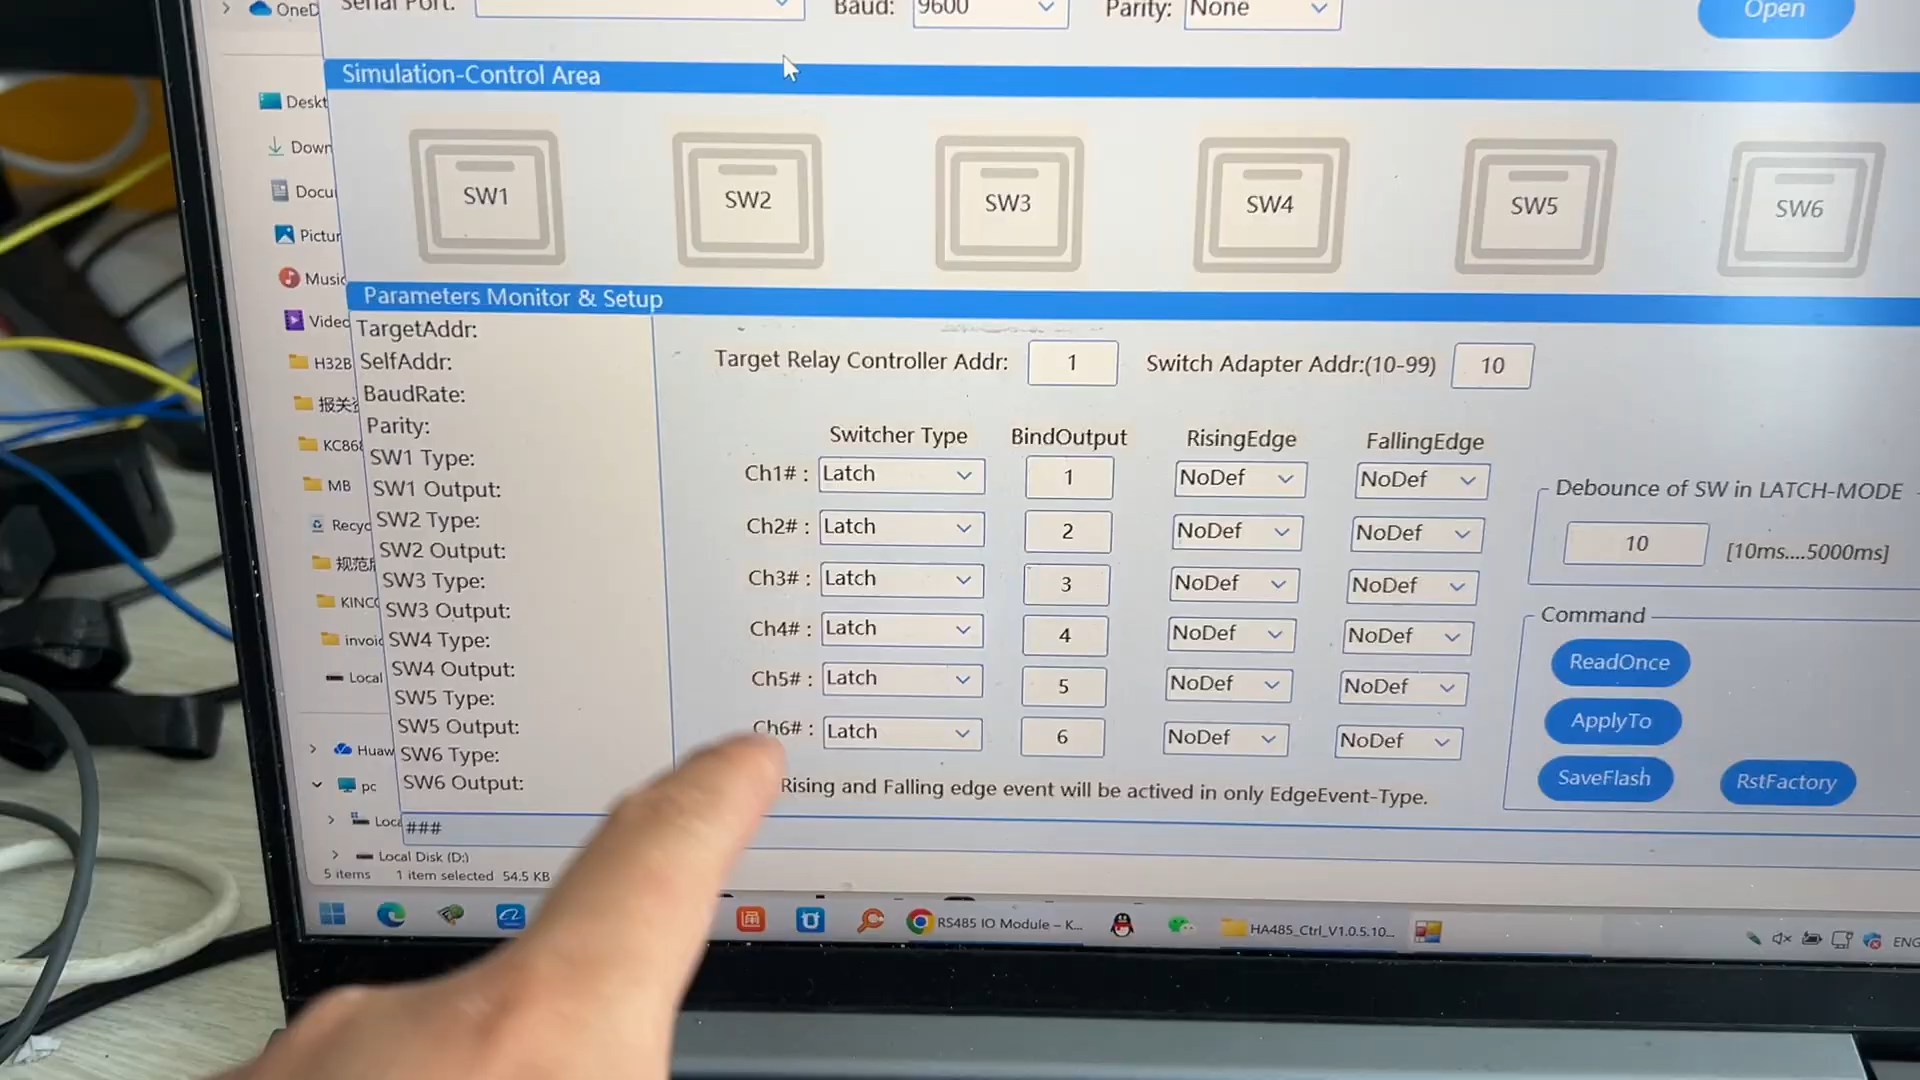 OneD
Serial Port:
Baud: 9600
Parity: None
Open
Simulation-Control Area
Deskt
Down
Docu
Pictur
Music
Video
H32B
KC868
MB
Recyc
KINCO
invoic
Local
Huaw
pc
Loca
Local Disk (D:)
5 items 1 item selected 54.5 KB
SW1 SW2 SW3 SW4 SW5 SW6
Parameters Monitor & Setup
TargetAddr:
SelfAddr:
BaudRate:
Parity:
SW1 Type:
SW1 Output:
SW2 Type:
SW2 Output:
SW3 Type:
SW3 Output:
SW4 Type:
SW4 Output:
SW5 Type:
SW5 Output:
SW6 Type:
SW6 Output:
###
Target Relay Controller Addr: 1 Switch Adapter Addr:(10-99) 10
Switcher Type BindOutput RisingEdge FallingEdge
Ch1# : Latch 1 NoDef NoDef
Ch2# : Latch 2 NoDef NoDef
Ch3# : Latch 3 NoDef NoDef
Ch4# : Latch 4 NoDef NoDef
Ch5# : Latch 5 NoDef NoDef
Ch6# : Latch 6 NoDef NoDef
Rising and Falling edge event will be actived in only EdgeEvent-Type.
Debounce of SW in LATCH-MODE
10 [10ms....5000ms]
Command
ReadOnce
ApplyTo
SaveFlash RstFactory
RS485 IO Module – K...
HA485_Ctrl_V1.0.5.10...
ENG